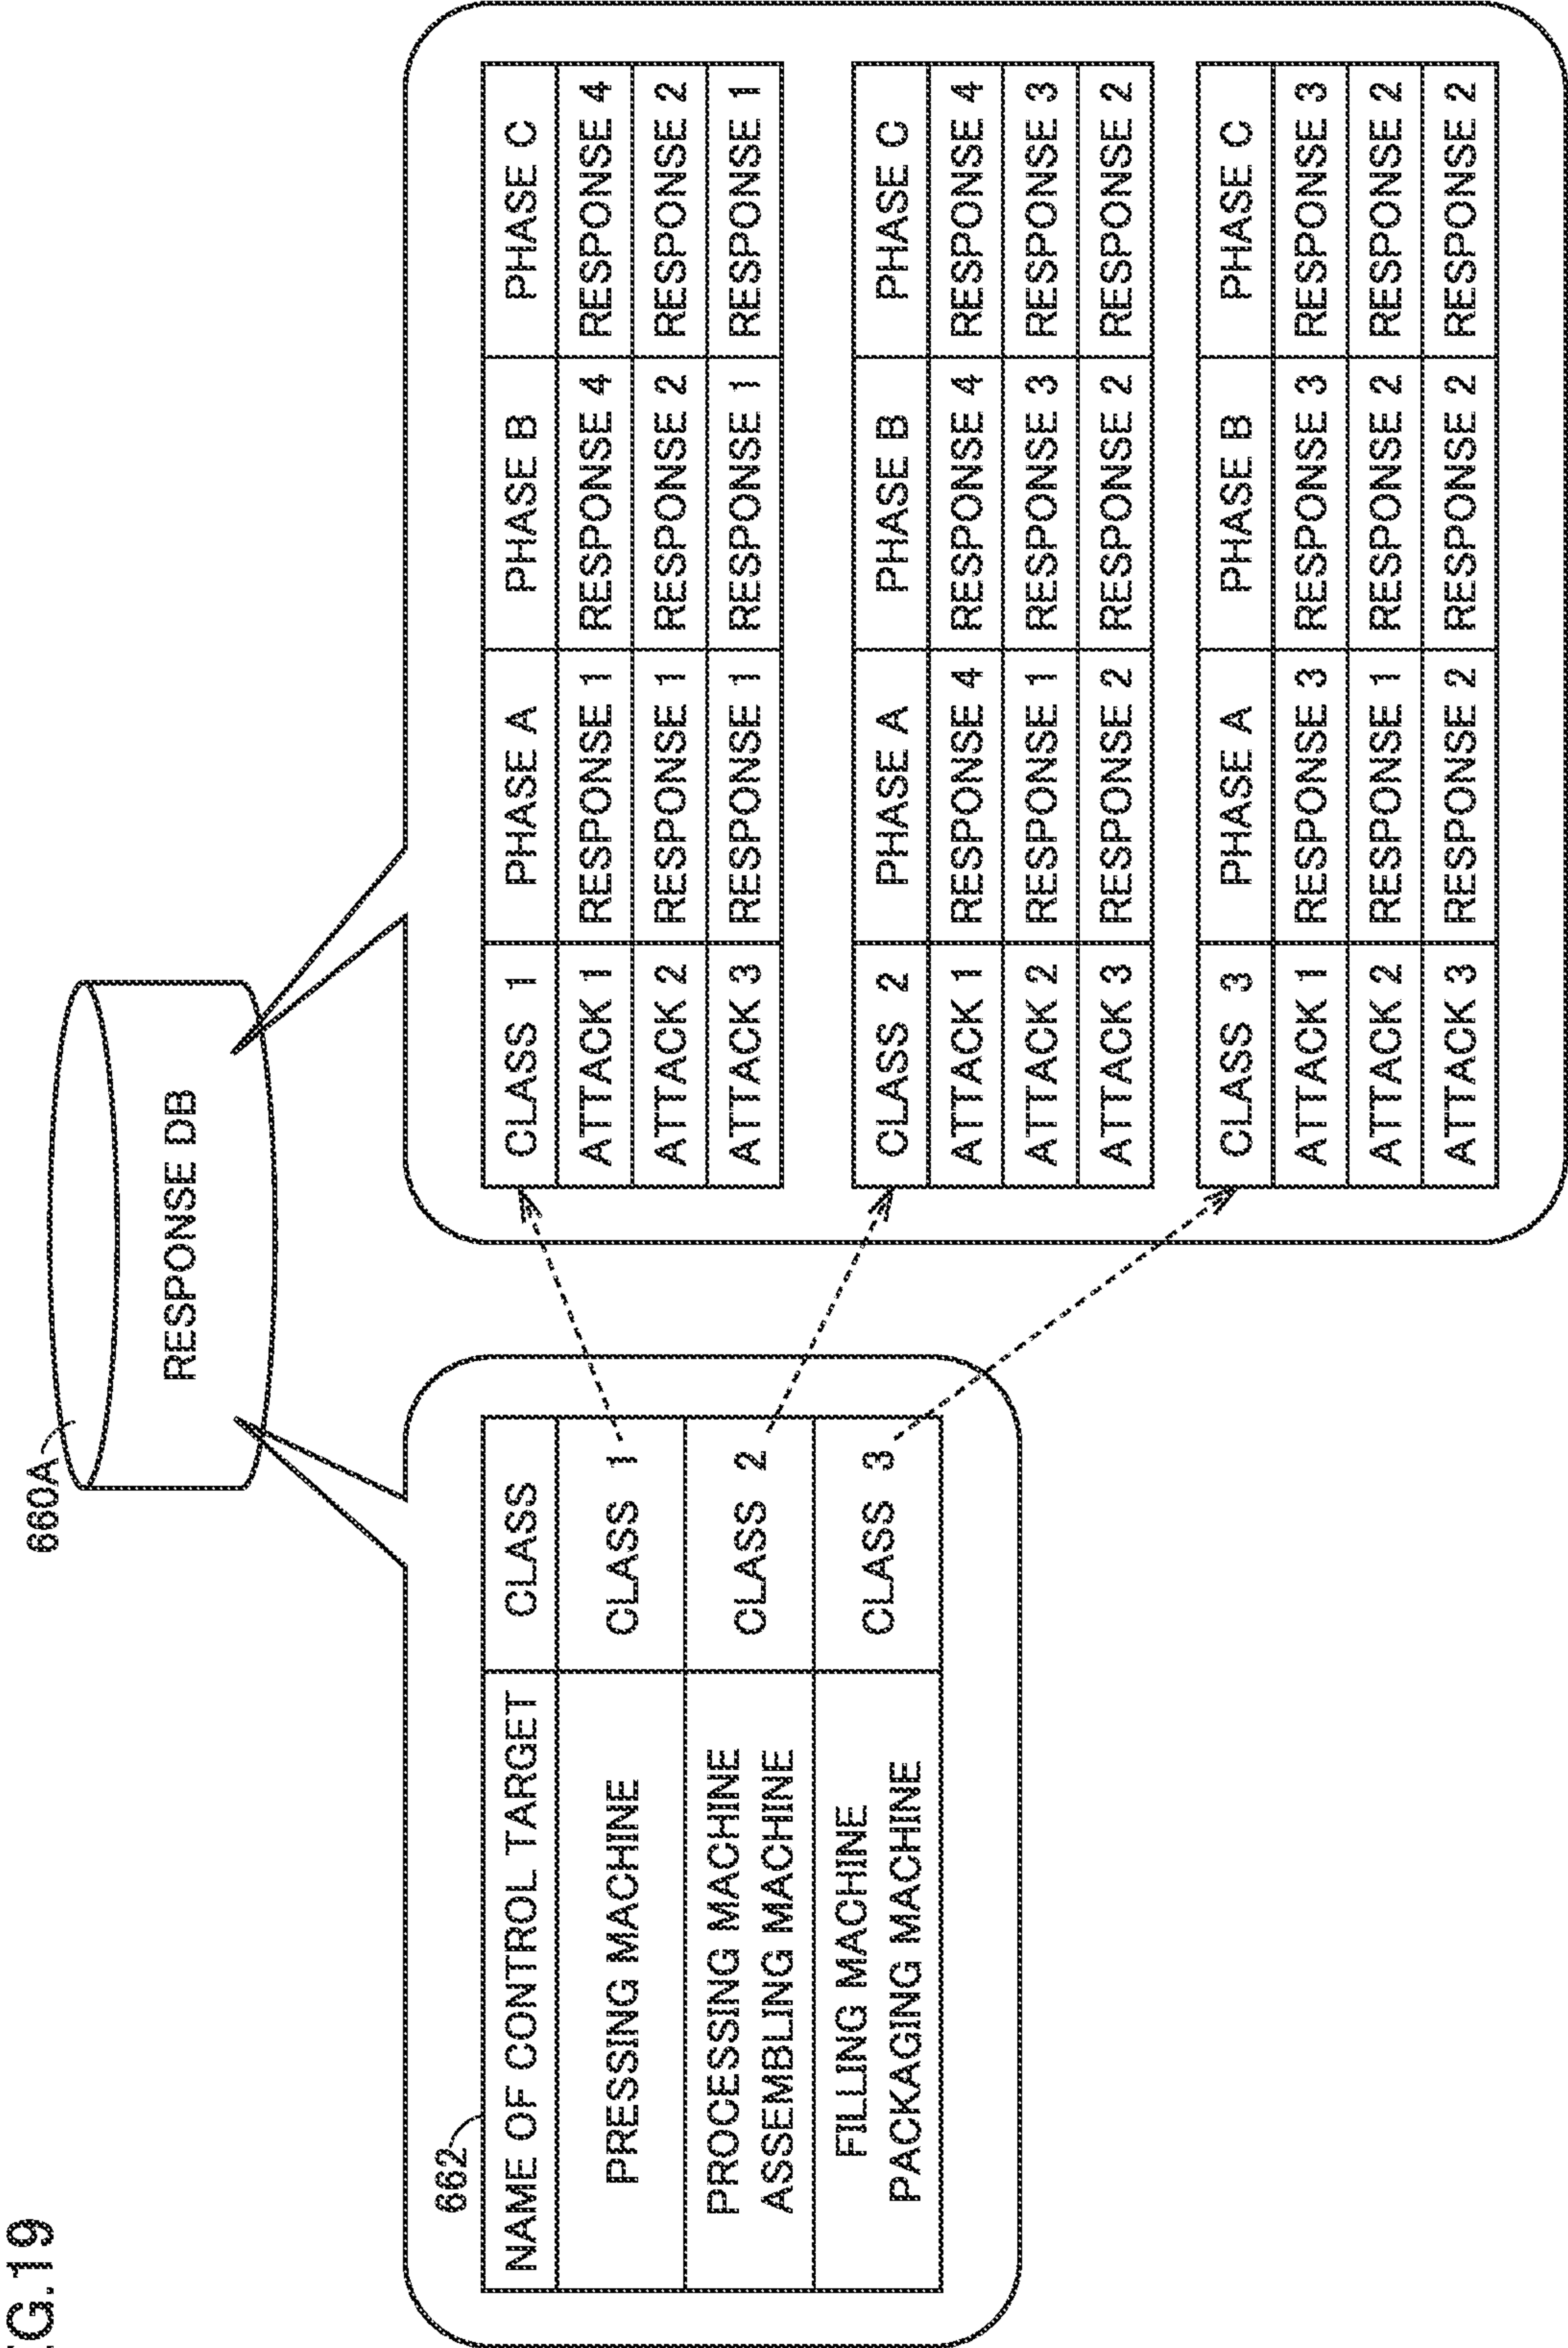 G.19
660A
RESPONSE DB
662
NAME OF CONTROL TARGET CLASS
PRESSING MACHINE CLASS 1
PROCESSING MACHINE
ASSEMBLING MACHINE CLASS 2
FILLING MACHINE
PACKAGING MACHINE CLASS 3
CLASS 1 PHASE A PHASE B PHASE C
ATTACK 1 RESPONSE 1 RESPONSE 4 RESPONSE 4
ATTACK 2 RESPONSE 1 RESPONSE 2 RESPONSE 2
ATTACK 3 RESPONSE 1 RESPONSE 1 RESPONSE 1
CLASS 2 PHASE A PHASE B PHASE C
ATTACK 1 RESPONSE 4 RESPONSE 4 RESPONSE 4
ATTACK 2 RESPONSE 1 RESPONSE 3 RESPONSE 3
ATTACK 3 RESPONSE 2 RESPONSE 2 RESPONSE 2
CLASS 3 PHASE A PHASE B PHASE C
ATTACK 1 RESPONSE 3 RESPONSE 3 RESPONSE 3
ATTACK 2 RESPONSE 1 RESPONSE 2 RESPONSE 2
ATTACK 3 RESPONSE 2 RESPONSE 2 RESPONSE 2